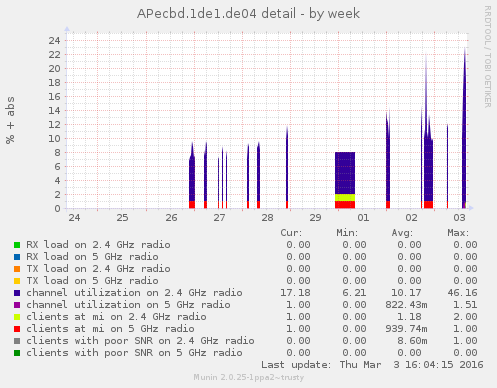 APecbd.1de1.de04 detail - by week
RRDTOOL / TOBI OETIKER
% + abs
24
22
20
18
16
14
12
10
8
6
4
2
0
24 25 26 27 28 29 01 02 03
Cur: Min: Avg: Max:
RX load on 2.4 GHz radio 0.00 0.00 0.00 0.00
RX load on 5 GHz radio 0.00 0.00 0.00 0.00
TX load on 2.4 GHz radio 0.00 0.00 0.00 0.00
TX load on 5 GHz radio 0.00 0.00 0.00 0.00
channel utilization on 2.4 GHz radio 17.18 6.21 10.17 46.16
channel utilization on 5 GHz radio 1.00 0.00 822.43m 1.51
clients at mi on 2.4 GHz radio 1.00 0.00 1.18 2.00
clients at mi on 5 GHz radio 1.00 0.00 939.74m 1.00
clients with poor SNR on 2.4 GHz radio 0.00 0.00 8.60m 1.00
clients with poor SNR on 5 GHz radio 0.00 0.00 0.00 0.00
Last update: Thu Mar 3 16:04:15 2016
Munin 2.0.25-1ppa2~trusty